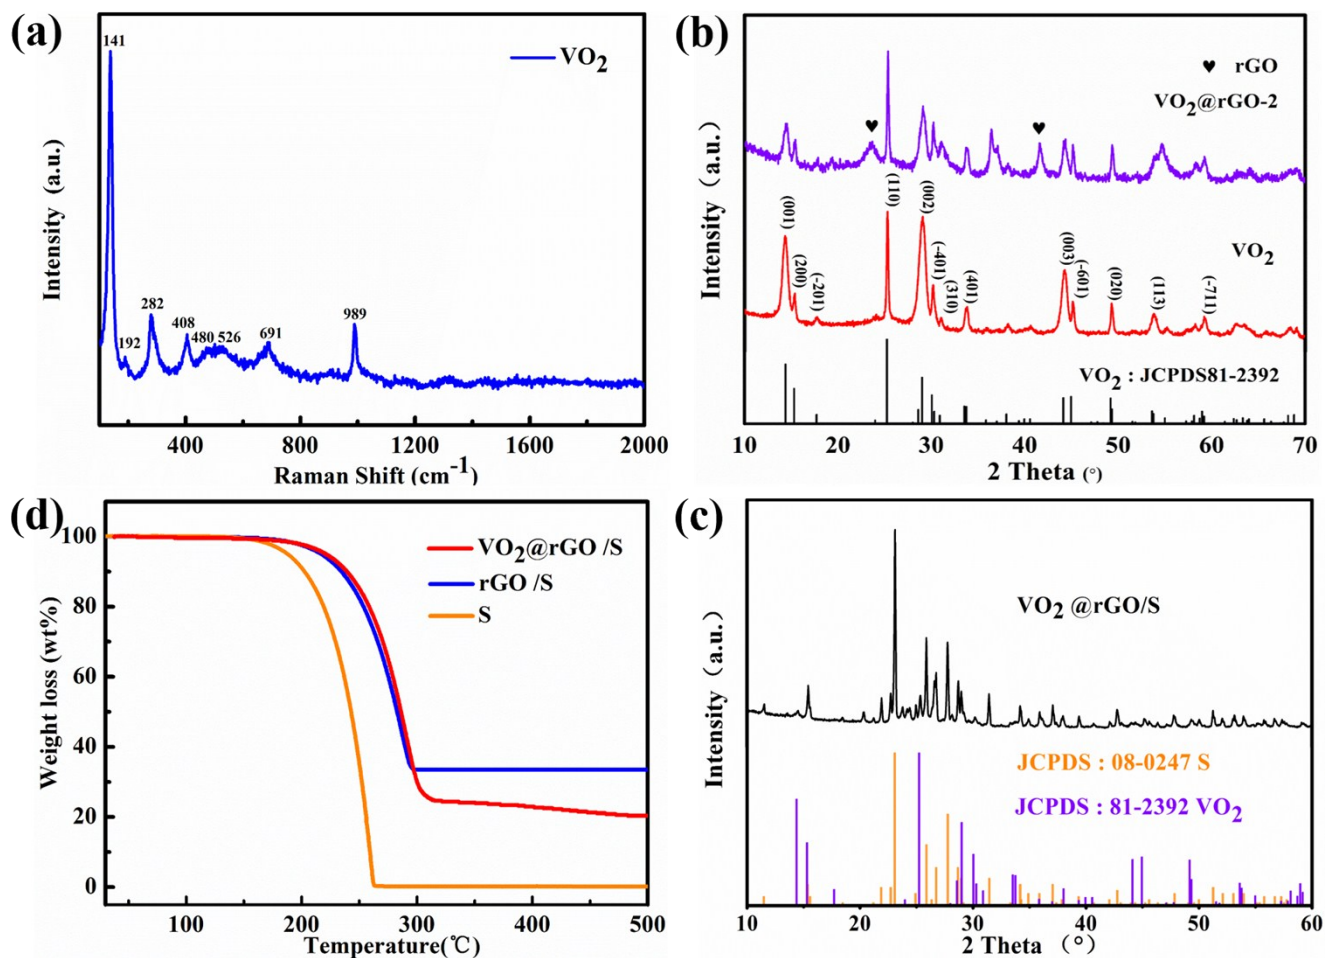 (a)
141
VO2
282
989
192
408
480
526
691
Intensity (a.u.)
400
800
1200
1600
2000
Raman Shift (cm-1)
(b)
♥ rGO
VO2@rGO-2
♥
♥
(001)
(200)
(-201)
(110)
(002)
(-401)
(310)
(401)
(003)
(-601)
(020)
(113)
(-711)
VO2
VO2 : JCPDS81-2392
Intensity (a.u.)
10
20
30
40
50
60
70
2 Theta (°)
(d)
VO2@rGO /S
rGO /S
S
Weight loss (wt%)
100
80
60
40
20
0
100
200
300
400
500
Temperature(℃)
(c)
VO2 @rGO/S
JCPDS : 08-0247 S
JCPDS : 81-2392 VO2
Intensity (a.u.)
10
20
30
40
50
60
2 Theta (°)